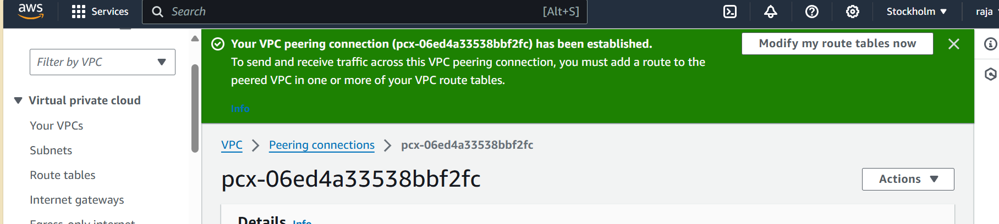 aws
Services
Search
[Alt+S]
Stockholm
raja
Filter by VPC
Virtual private cloud
Your VPCs
Subnets
Route tables
Internet gateways
Egress-only internet
Your VPC peering connection (pcx-06ed4a33538bbf2fc) has been established.
To send and receive traffic across this VPC peering connection, you must add a route to the
peered VPC in one or more of your VPC route tables.
Info
Modify my route tables now
VPC
Peering connections
pcx-06ed4a33538bbf2fc
pcx-06ed4a33538bbf2fc
Actions
Details Info